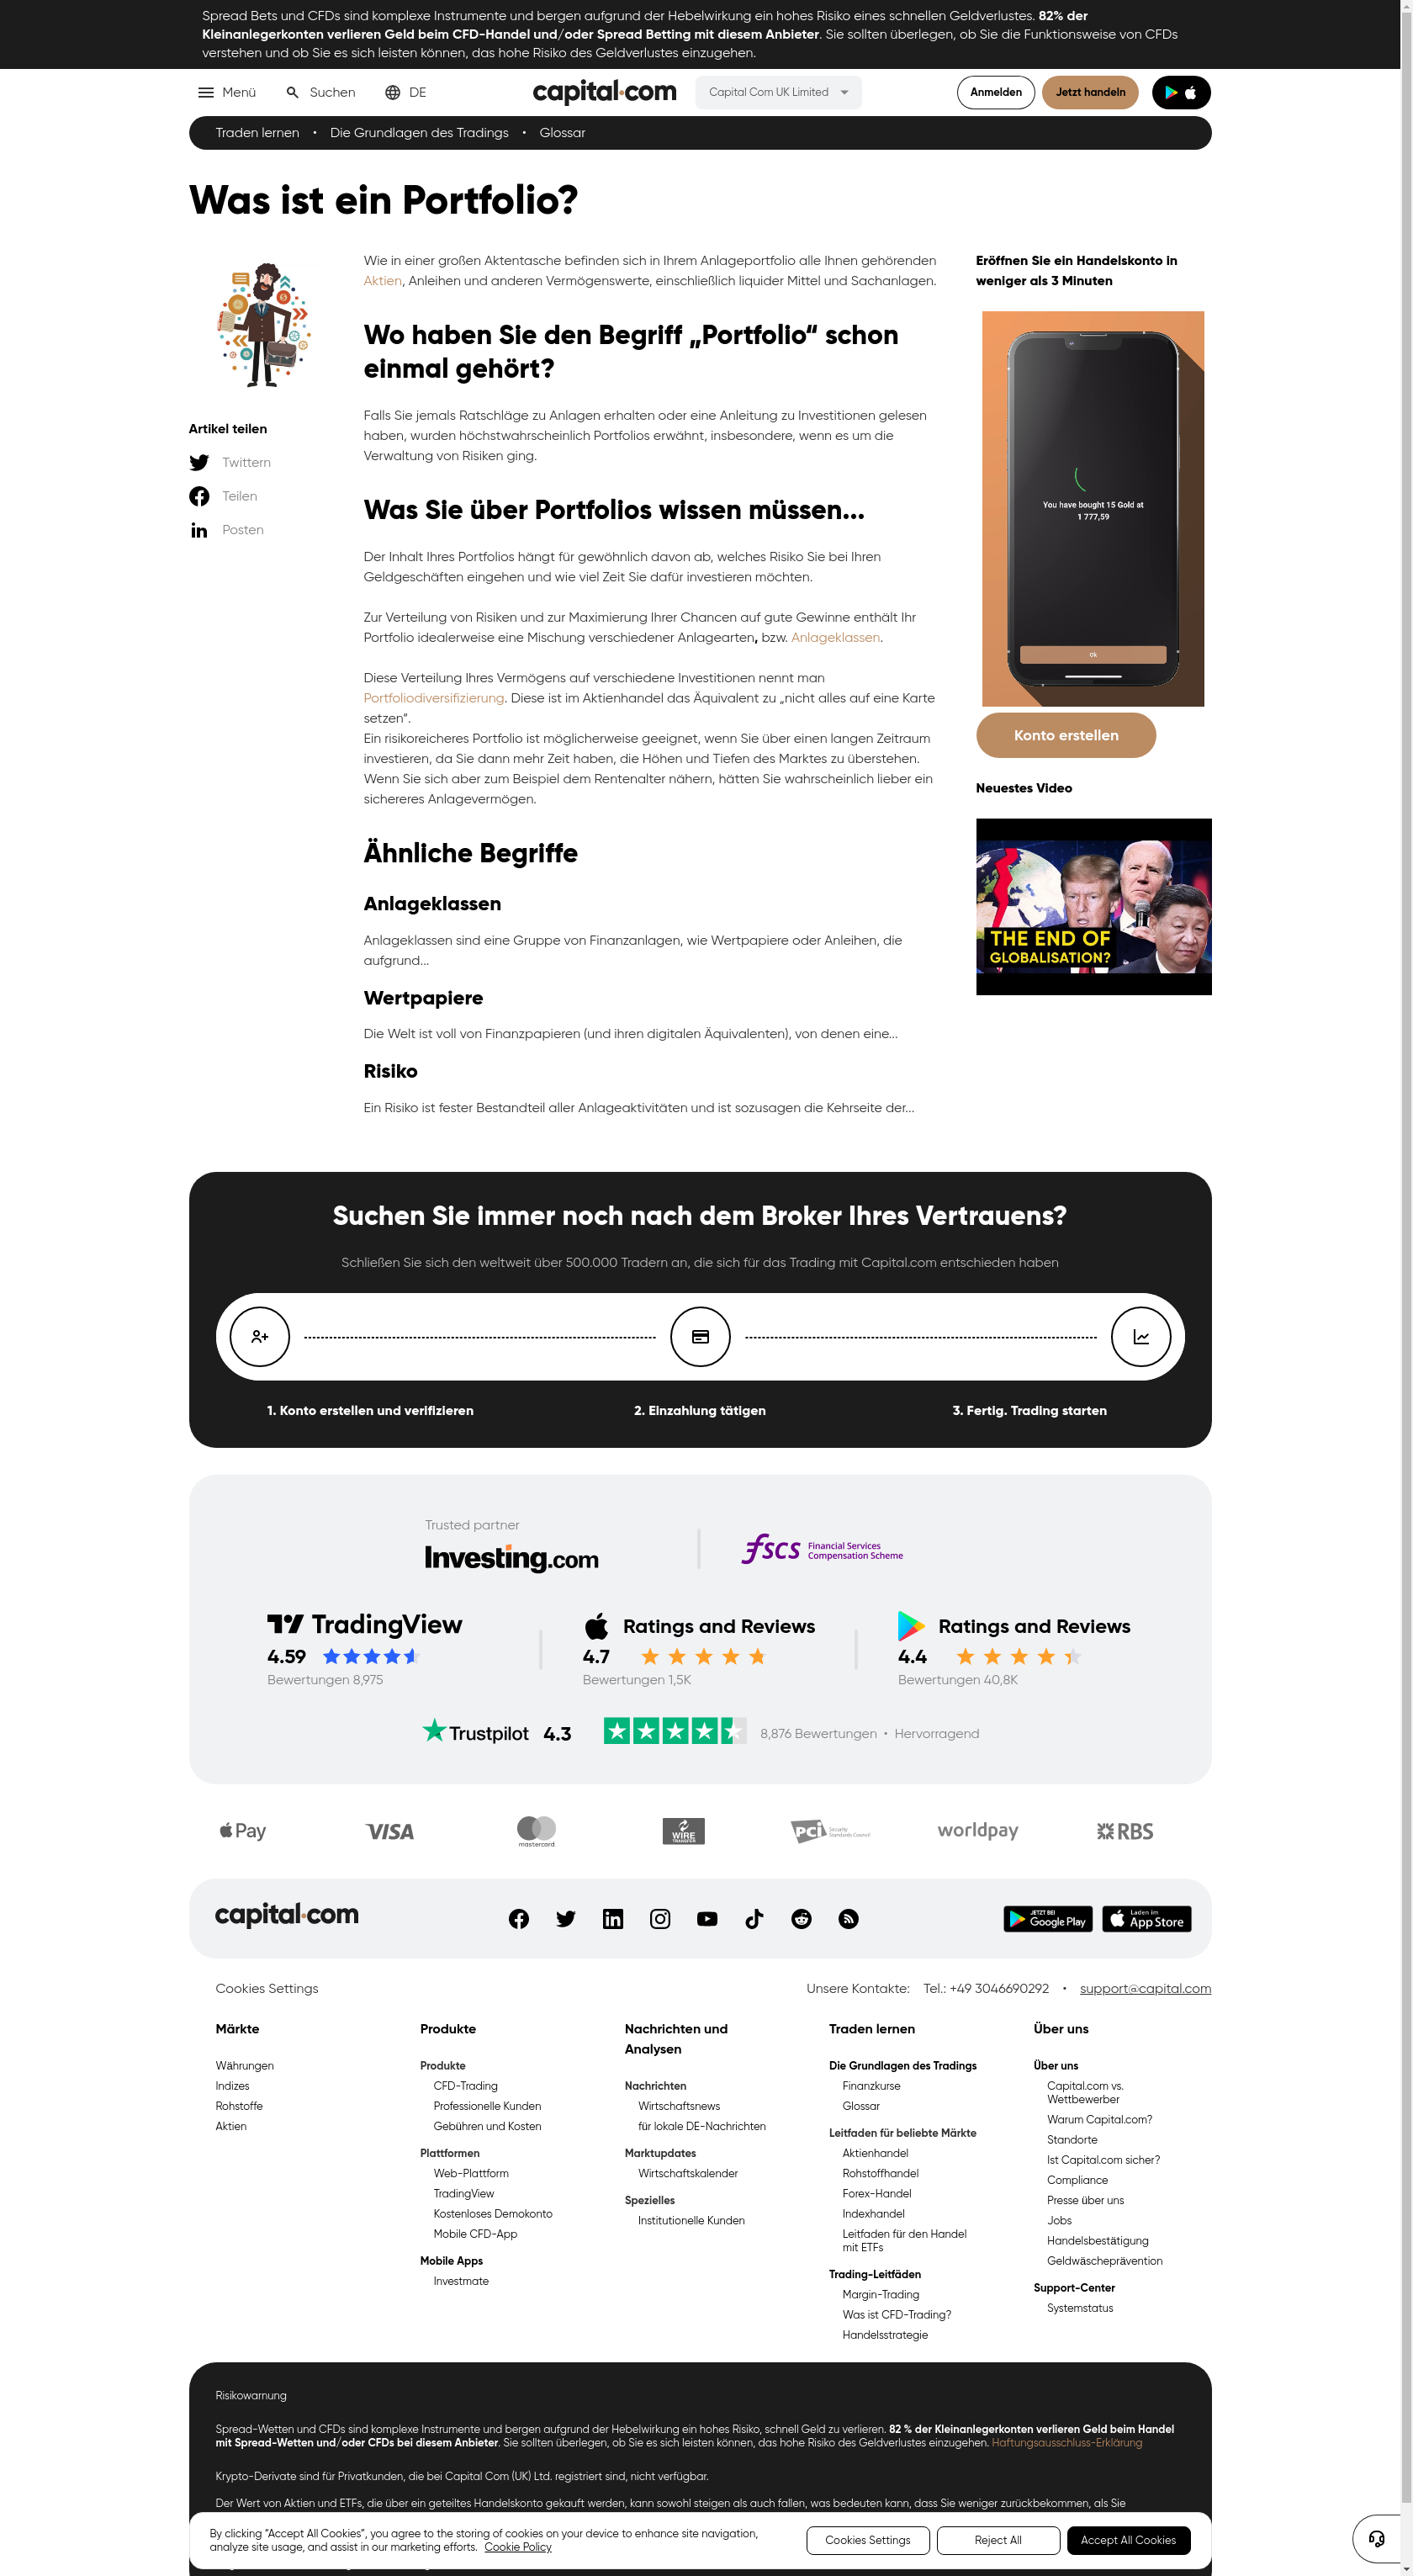 Spread Bets und CFDs sind komplexe Instrumente und bergen aufgrund der Hebelwirkung ein hohes Risiko eines schnellen Geldverlustes. 82% der
Kleinanlegerkonten verlieren Geld beim CFD-Handel und/oder Spread Betting mit diesem Anbieter. Sie sollten überlegen, ob Sie die Funktionsweise von CFDs
verstehen und ob Sie es sich leisten können, das hohe Risiko des Geldverlustes einzugehen.
Menü
Suchen
DE
capital.com
Capital Com UK Limited
Anmelden
Jetzt handeln
Traden lernen • Die Grundlagen des Tradings • Glossar
Was ist ein Portfolio?
Wie in einer großen Aktentasche befinden sich in Ihrem Anlageportfolio alle Ihnen gehörenden
Aktien, Anleihen und anderen Vermögenswerte, einschließlich liquider Mittel und Sachanlagen.
Wo haben Sie den Begriff „Portfolio“ schon
einmal gehört?
Falls Sie jemals Ratschläge zu Anlagen erhalten oder eine Anleitung zu Investitionen gelesen
haben, wurden höchstwahrscheinlich Portfolios erwähnt, insbesondere, wenn es um die
Verwaltung von Risiken ging.
Was Sie über Portfolios wissen müssen...
Der Inhalt Ihres Portfolios hängt für gewöhnlich davon ab, welches Risiko Sie bei Ihren
Geldgeschäften eingehen und wie viel Zeit Sie dafür investieren möchten.
Zur Verteilung von Risiken und zur Maximierung Ihrer Chancen auf gute Gewinne enthält Ihr
Portfolio idealerweise eine Mischung verschiedener Anlagearten, bzw. Anlageklassen.
Diese Verteilung Ihres Vermögens auf verschiedene Investitionen nennt man
Portfoliodiversifizierung. Diese ist im Aktienhandel das Äquivalent zu „nicht alles auf eine Karte
setzen“.
Ein risikoreicheres Portfolio ist möglicherweise geeignet, wenn Sie über einen langen Zeitraum
investieren, da Sie dann mehr Zeit haben, die Höhen und Tiefen des Marktes zu überstehen.
Wenn Sie sich aber zum Beispiel dem Rentenalter nähern, hätten Sie wahrscheinlich lieber ein
sichereres Anlagevermögen.
Ähnliche Begriffe
Anlageklassen
Anlageklassen sind eine Gruppe von Finanzanlagen, wie Wertpapiere oder Anleihen, die
aufgrund...
Wertpapiere
Die Welt ist voll von Finanzpapieren (und ihren digitalen Äquivalenten), von denen eine...
Risiko
Ein Risiko ist fester Bestandteil aller Anlageaktivitäten und ist sozusagen die Kehrseite der...
Artikel teilen
Twittern
Teilen
Posten
Eröffnen Sie ein Handelskonto in
weniger als 3 Minuten
You have bought 15 Gold at
1 777,59
Ok
Konto erstellen
Neuestes Video
THE END OF
GLOBALISATION?
Suchen Sie immer noch nach dem Broker Ihres Vertrauens?
Schließen Sie sich den weltweit über 500.000 Tradern an, die sich für das Trading mit Capital.com entschieden haben
1. Konto erstellen und verifizieren
2. Einzahlung tätigen
3. Fertig. Trading starten
Trusted partner
Investing.com
fscs Financial Services
Compensation Scheme
TradingView
4.59
Bewertungen 8,975
Ratings and Reviews
4.7
Bewertungen 1,5K
Ratings and Reviews
4.4
Bewertungen 40,8K
Trustpilot 4.3
8,876 Bewertungen • Hervorragend
Pay
VISA
mastercard
WIRE
TRANSFER
PCI Security
Standards Council
worldpay
RBS
capital.com
JETZT BEI
Google Play
Laden im
App Store
Cookies Settings
Unsere Kontakte: Tel.: +49 3046690292 • support@capital.com
Märkte
Währungen
Indizes
Rohstoffe
Aktien
Produkte
Produkte
CFD-Trading
Professionelle Kunden
Gebühren und Kosten
Plattformen
Web-Plattform
TradingView
Kostenloses Demokonto
Mobile CFD-App
Mobile Apps
Investmate
Nachrichten und
Analysen
Nachrichten
Wirtschaftsnews
für lokale DE-Nachrichten
Marktupdates
Wirtschaftskalender
Spezielles
Institutionelle Kunden
Traden lernen
Die Grundlagen des Tradings
Finanzkurse
Glossar
Leitfaden für beliebte Märkte
Aktienhandel
Rohstoffhandel
Forex-Handel
Indexhandel
Leitfaden für den Handel
mit ETFs
Trading-Leitfäden
Margin-Trading
Was ist CFD-Trading?
Handelsstrategie
Über uns
Über uns
Capital.com vs.
Wettbewerber
Warum Capital.com?
Standorte
Ist Capital.com sicher?
Compliance
Presse über uns
Jobs
Handelsbestätigung
Geldwäscheprävention
Support-Center
Systemstatus
Risikowarnung
Spread-Wetten und CFDs sind komplexe Instrumente und bergen aufgrund der Hebelwirkung ein hohes Risiko, schnell Geld zu verlieren. 82 % der Kleinanlegerkonten verlieren Geld beim Handel
mit Spread-Wetten und/oder CFDs bei diesem Anbieter. Sie sollten überlegen, ob Sie es sich leisten können, das hohe Risiko des Geldverlustes einzugehen. Haftungsausschluss-Erklärung
Krypto-Derivate sind für Privatkunden, die bei Capital Com (UK) Ltd. registriert sind, nicht verfügbar.
Der Wert von Aktien und ETFs, die über ein geteiltes Handelskonto gekauft werden, kann sowohl steigen als auch fallen, was bedeuten kann, dass Sie weniger zurückbekommen, als Sie
By clicking “Accept All Cookies”, you agree to the storing of cookies on your device to enhance site navigation,
analyze site usage, and assist in our marketing efforts. Cookie Policy
Cookies Settings
Reject All
Accept All Cookies